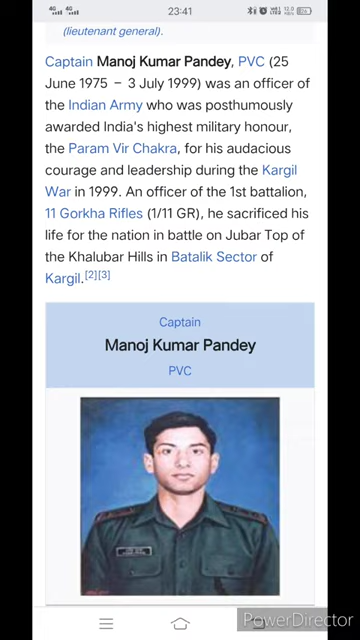 4G 4G 23:41
(lieutenant general).
Captain Manoj Kumar Pandey, PVC (25
June 1975 – 3 July 1999) was an officer of
the Indian Army who was posthumously
awarded India's highest military honour,
the Param Vir Chakra, for his audacious
courage and leadership during the Kargil
War in 1999. An officer of the 1st battalion,
11 Gorkha Rifles (1/11 GR), he sacrificed his
life for the nation in battle on Jubar Top of
the Khalubar Hills in Batalik Sector of
Kargil.[2][3]
Captain
Manoj Kumar Pandey
PVC
PowerDirector